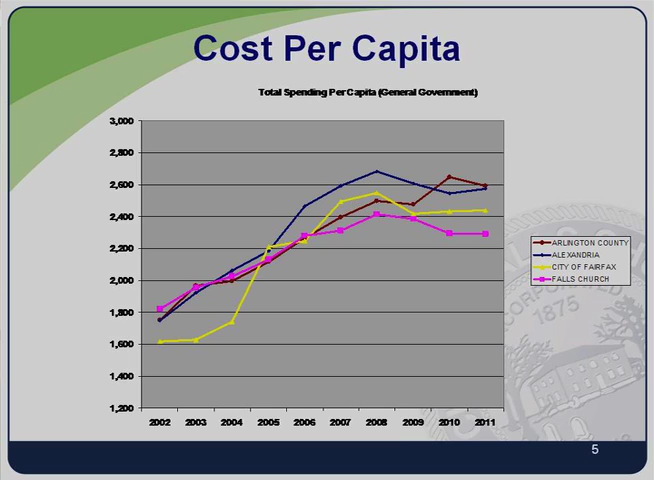 Cost Per Capita
Total Spending Per Capita (General Government)
3,000
2,800
2,600
2,400
2,200
2,000
1,800
1,600
1,400
1,200
2002 2003 2004 2005 2006 2007 2008 2009 2010 2011
ARLINGTON COUNTY
ALEXANDRIA
CITY OF FAIRFAX
FALLS CHURCH
1875
5